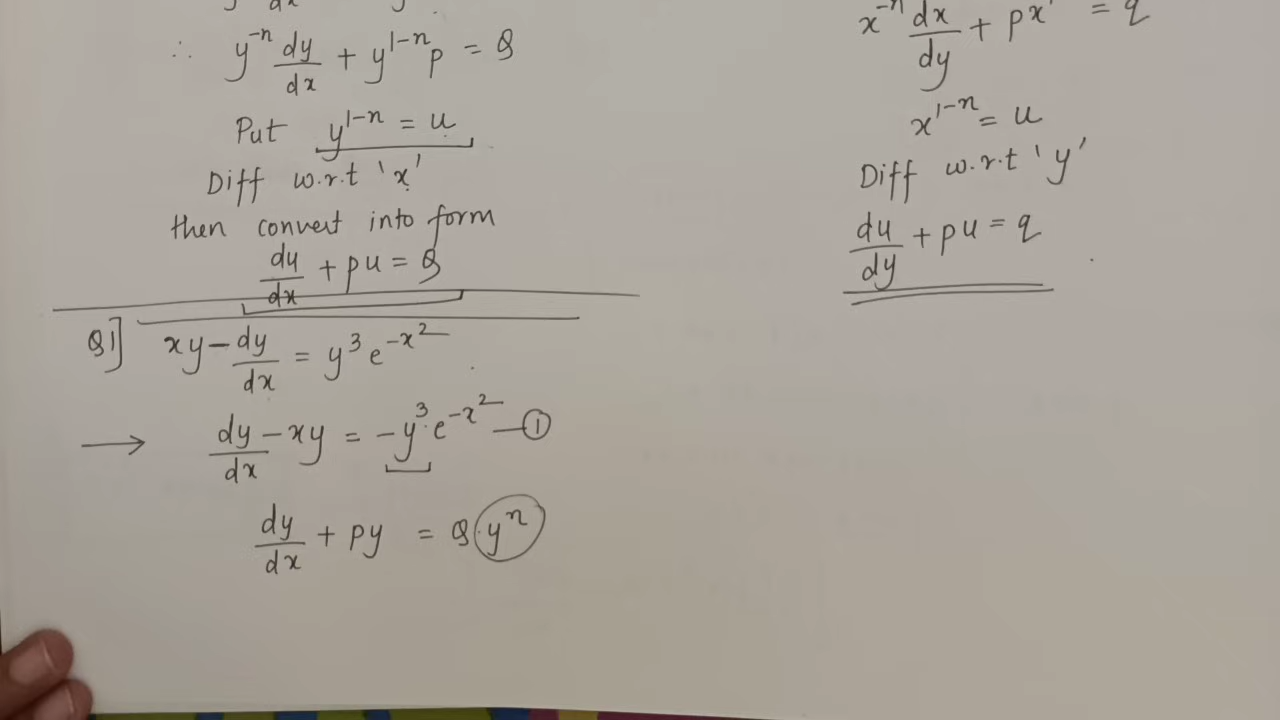 ∴ y^{-n} dy/dx + y^{1-n} p = Q
Put y^{1-n} = u
Diff w.r.t 'x'
then convert into form
du/dx + pu = Q
Q1] xy - dy/dx = y^3 e^{-x^2}
→ dy/dx - xy = -y^3 e^{-x^2} — ①
dy/dx + py = Q·y^n
x^{-n} dx/dy + px = q
x^{1-n} = u
Diff w.r.t 'y'
du/dy + pu = q